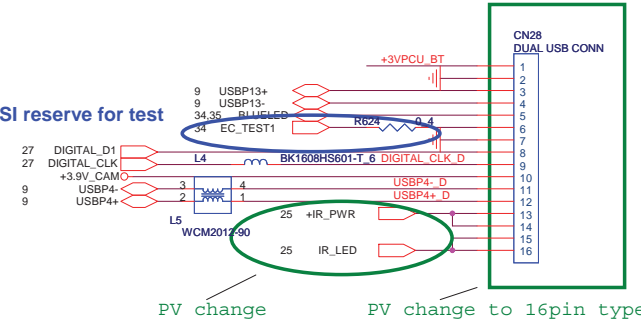 CN28
DUAL USB CONN
+3VPCU_BT
1
2
9 USBP13+
3
9 USBP13-
4
34,35 BLUELED
5
SI reserve for test
34 EC_TEST1
R624 0_4
6
7
27 DIGITAL_D1
8
27 DIGITAL_CLK
L4 BK1608HS601-T_6 DIGITAL_CLK_D
9
+3.9V_CAM
10
9 USBP4-
3 4
USBP4-_D
11
9 USBP4+
2 1
USBP4+_D
12
L5
WCM2012-90
25 +IR_PWR
13
14
15
25 IR_LED
16
PV change
PV change to 16pin type